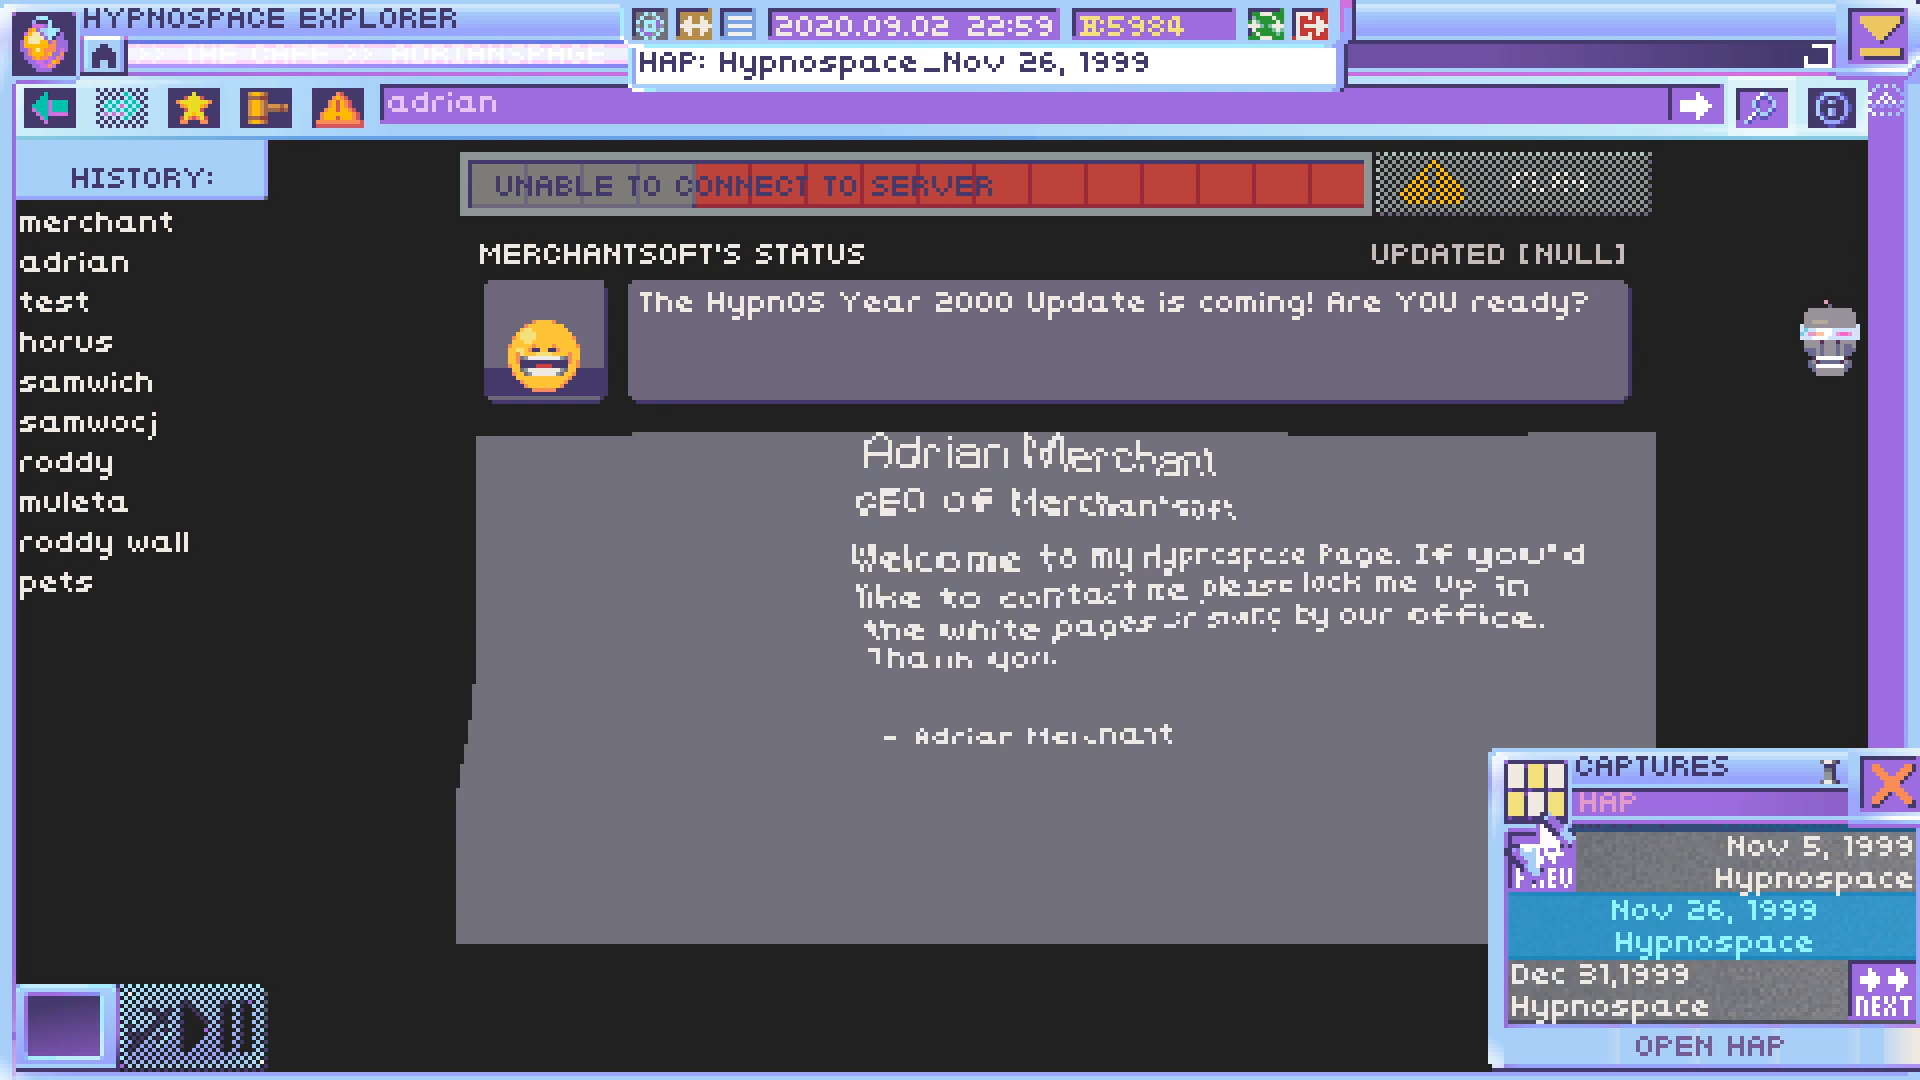 HYPNOSPACE EXPLORER
2020.09.02 22:59
5984
>> THE CAFE >> ADRIANSPAGE
HAP: Hypnospace_Nov 26, 1999
adrian
HISTORY:
merchant
adrian
test
horus
samwich
samwocj
roddy
muleta
roddy wall
pets
UNABLE TO CONNECT TO SERVER
MERCHANTSOFT'S STATUS
UPDATED [NULL]
The HypnOS Year 2000 Update is coming! Are YOU ready?
Adrian Merchant
CEO of Merchantsoft
Welcome to my Hypnospace Page. If you'd
like to contact me please look me up in
the white pages or swing by our office.
Thank you.
- Adrian Merchant
CAPTURES
HAP
PREV
Nov 5, 1999
Hypnospace
Nov 26, 1999
Hypnospace
Dec 31,1999
Hypnospace
NEXT
OPEN HAP